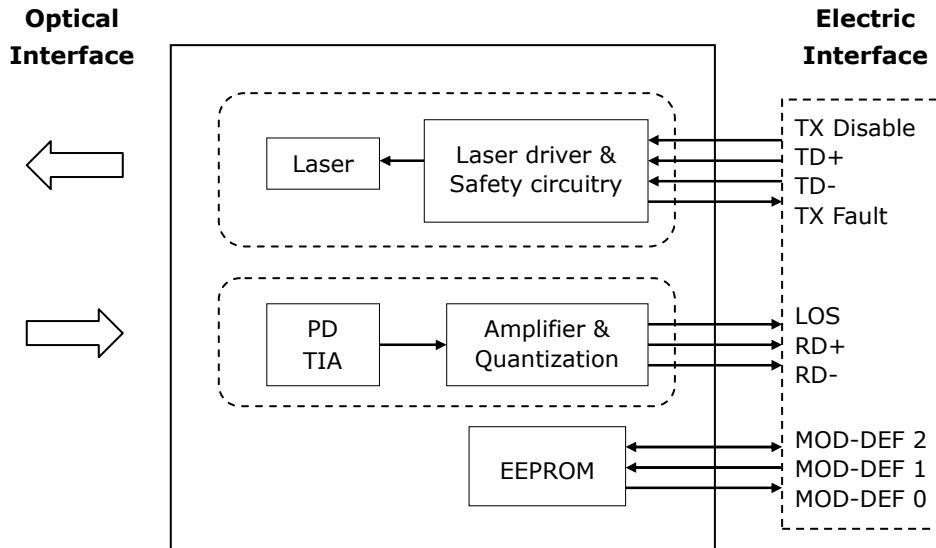 Optical
Interface
Electric
Interface
Laser
Laser driver &
Safety circuitry
TX Disable
TD+
TD-
TX Fault
PD
TIA
Amplifier &
Quantization
LOS
RD+
RD-
EEPROM
MOD-DEF 2
MOD-DEF 1
MOD-DEF 0